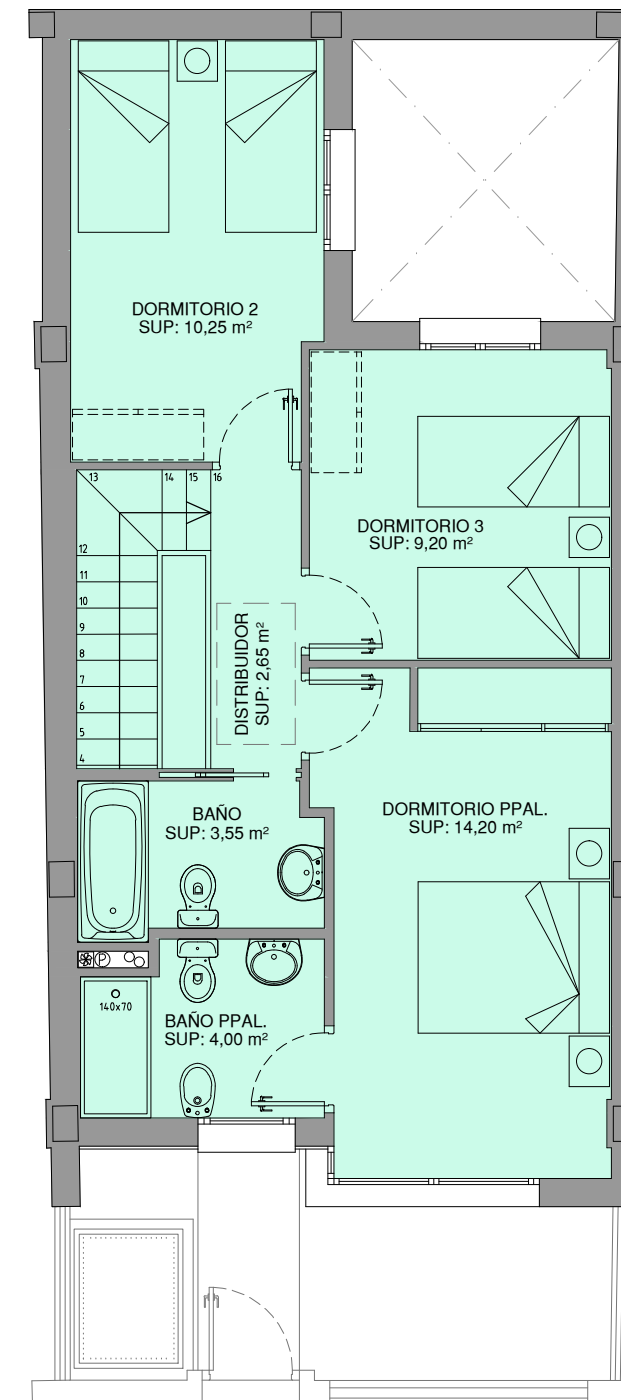 DORMITORIO 2
SUP: 10,25 m²
13
14
15
16
12
11
10
9
8
7
6
5
4
DORMITORIO 3
SUP: 9,20 m²
DISTRIBUIDOR
SUP: 2,65 m²
BAÑO
SUP: 3,55 m²
DORMITORIO PPAL.
SUP: 14,20 m²
P
140x70
BAÑO PPAL.
SUP: 4,00 m²